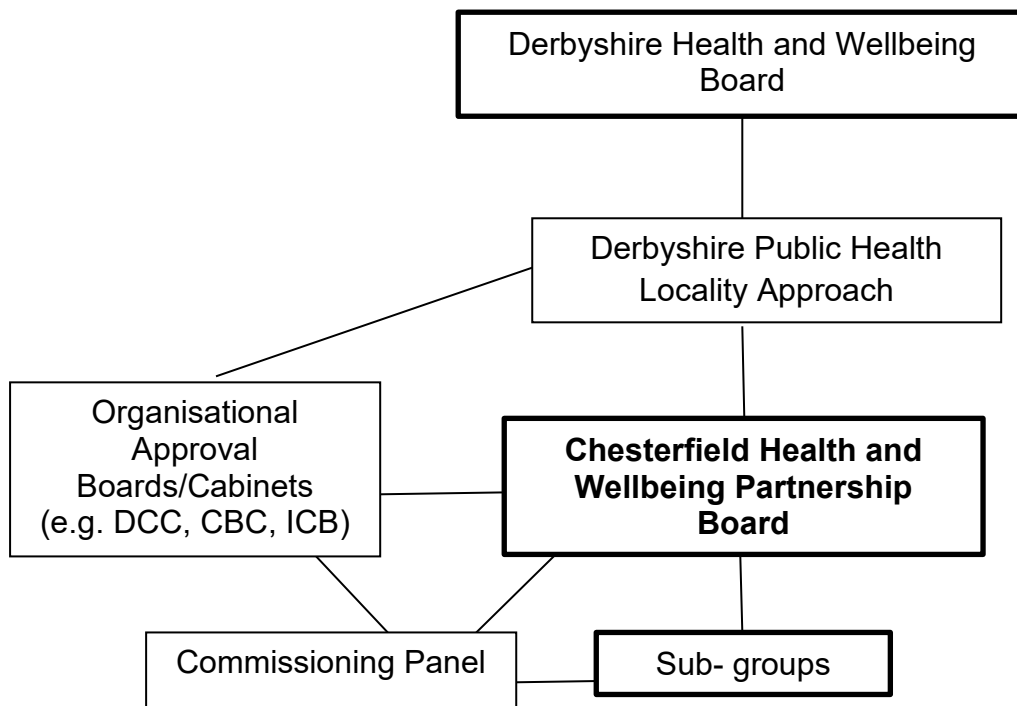 Derbyshire Health and Wellbeing
Board
Derbyshire Public Health
Locality Approach
Organisational
Approval
Boards/Cabinets
(e.g. DCC, CBC, ICB)
Chesterfield Health and
Wellbeing Partnership
Board
Commissioning Panel
Sub- groups